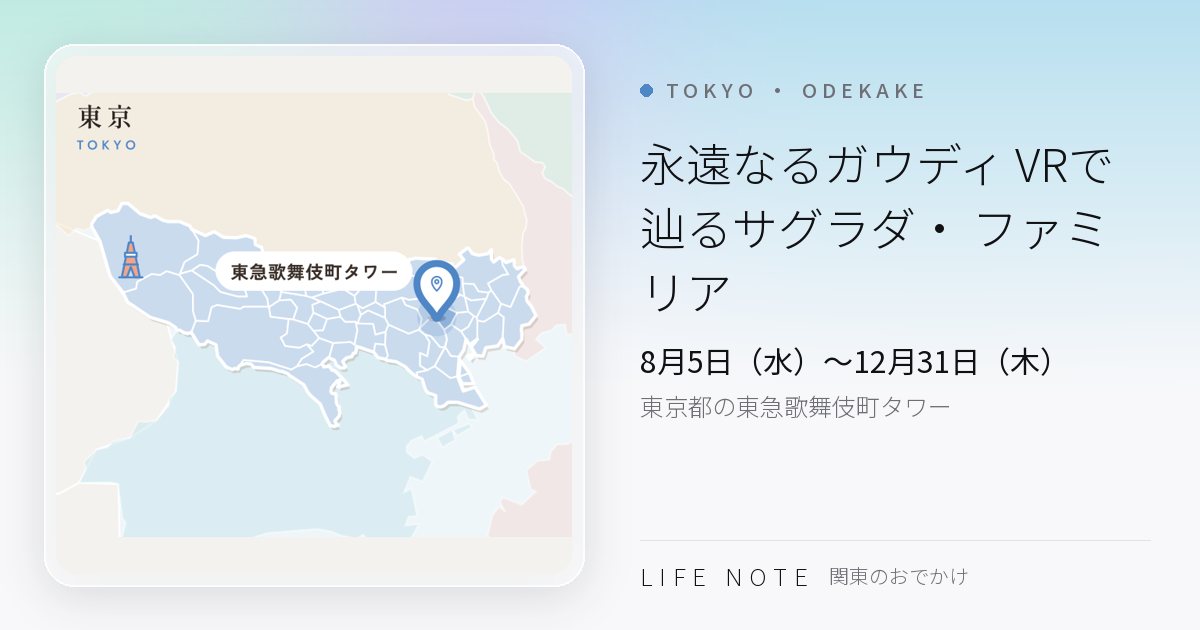 東京
TOKYO
東急歌舞伎町タワー
TOKYO ・ ODEKAKE
永遠なるガウディ VRで
辿るサグラダ・ ファミ
リア
8月5日（水）〜12月31日（木）
東京都の東急歌舞伎町タワー
LIFE NOTE 関東のおでかけ